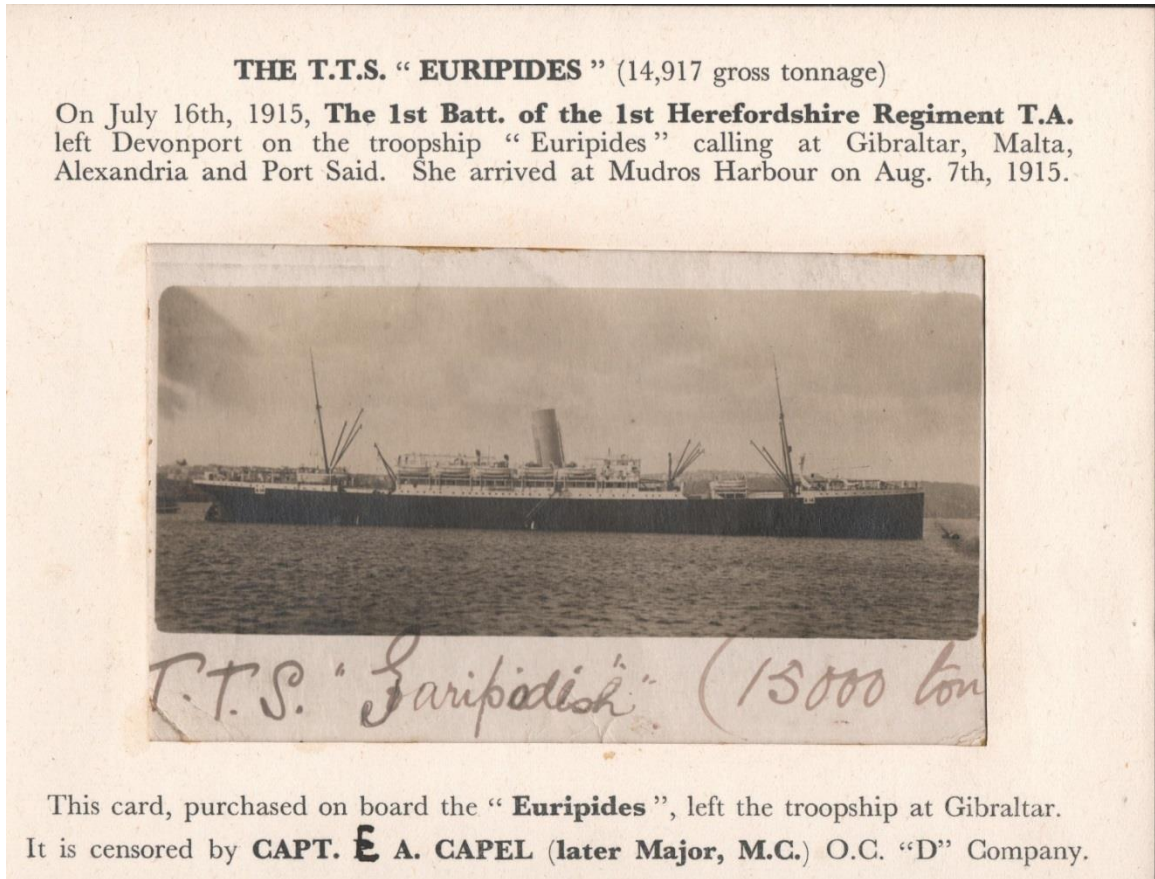 THE T.T.S. “ EURIPIDES ” (14,917 gross tonnage)
On July 16th, 1915, The 1st Batt. of the 1st Herefordshire Regiment T.A.
left Devonport on the troopship “ Euripides ” calling at Gibraltar, Malta,
Alexandria and Port Said. She arrived at Mudros Harbour on Aug. 7th, 1915.
T.T.S. "Garipidish" (15000 ton
This card, purchased on board the “ Euripides ”, left the troopship at Gibraltar.
It is censored by CAPT. E A. CAPEL (later Major, M.C.) O.C. “D” Company.